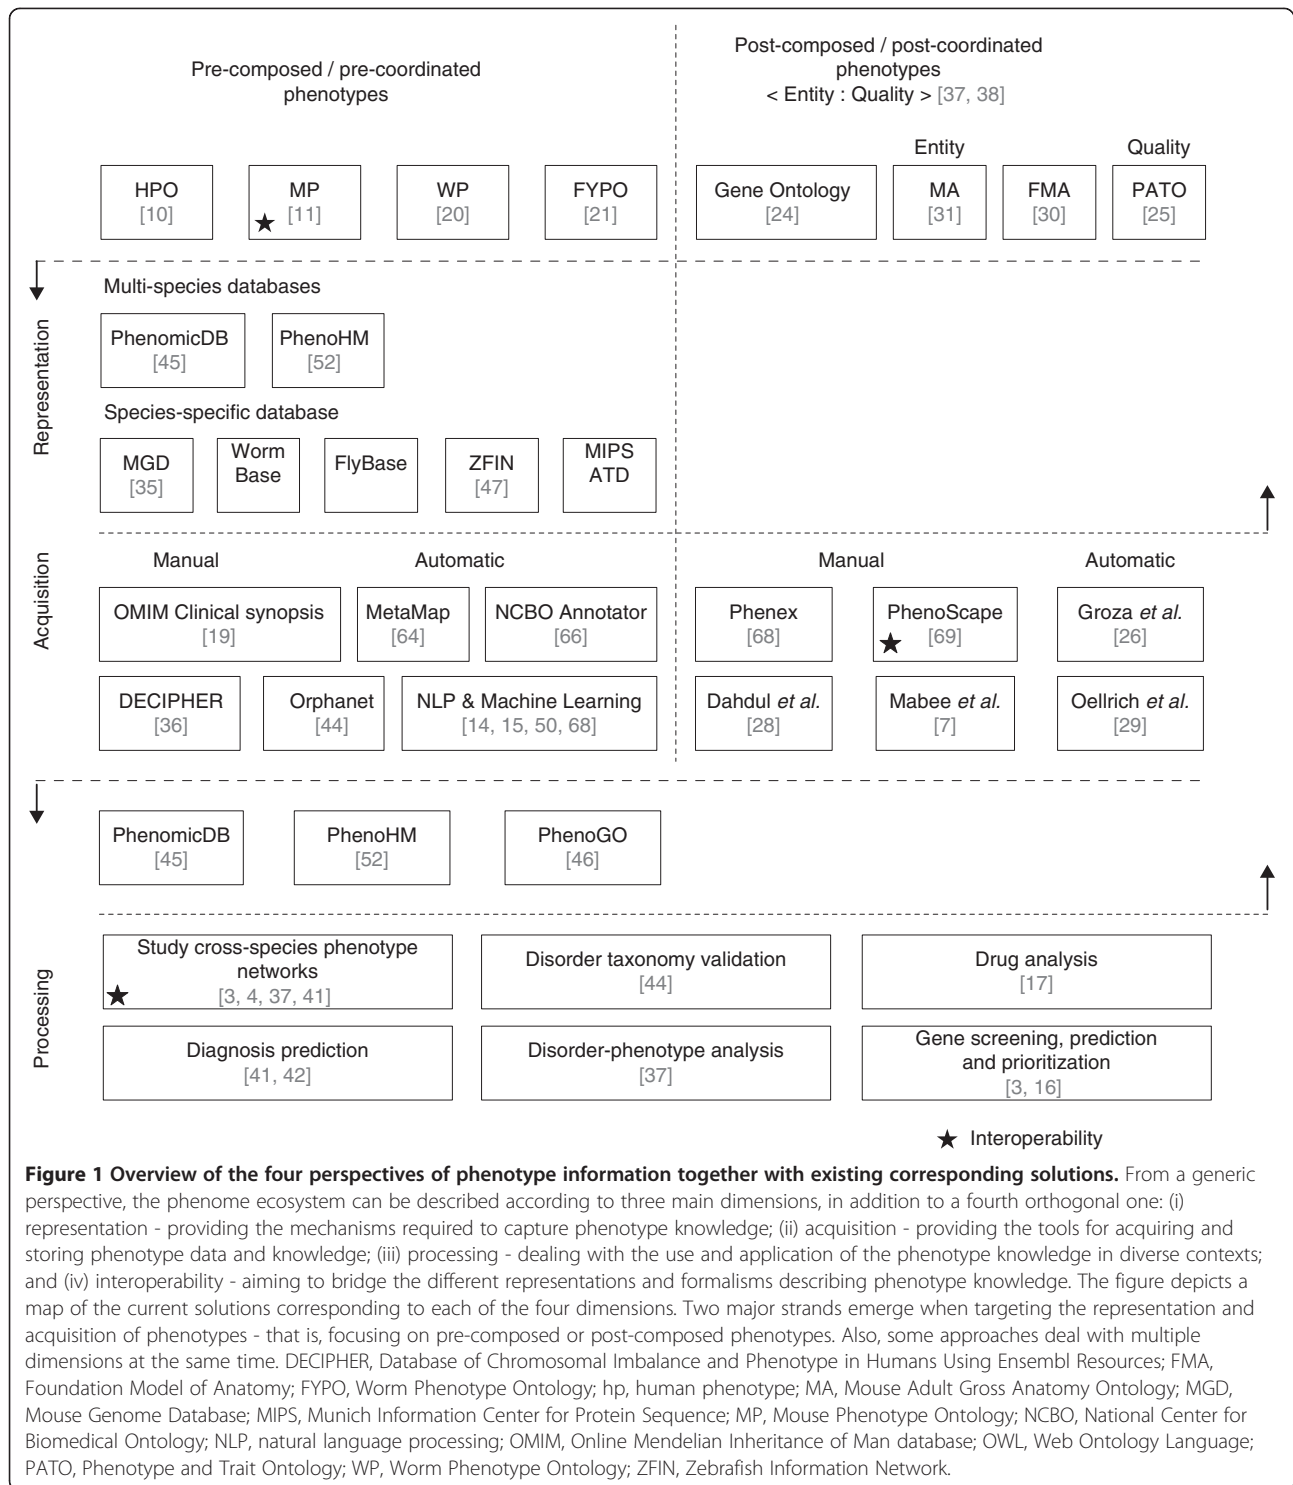 Pre-composed / pre-coordinated
phenotypes
Post-composed / post-coordinated
phenotypes
< Entity : Quality > [37, 38]
Entity
Quality
HPO
[10]
MP
★ [11]
WP
[20]
FYPO
[21]
Gene Ontology
[24]
MA
[31]
FMA
[30]
PATO
[25]
Representation
Multi-species databases
PhenomicDB
[45]
PhenoHM
[52]
Species-specific database
MGD
[35]
Worm
Base
FlyBase
ZFIN
[47]
MIPS
ATD
Acquisition
Manual
Automatic
Manual
Automatic
OMIM Clinical synopsis
[19]
MetaMap
[64]
NCBO Annotator
[66]
Phenex
[68]
PhenoScape
★ [69]
Groza et al.
[26]
DECIPHER
[36]
Orphanet
[44]
NLP & Machine Learning
[14, 15, 50, 68]
Dahdul et al.
[28]
Mabee et al.
[7]
Oellrich et al.
[29]
PhenomicDB
[45]
PhenoHM
[52]
PhenoGO
[46]
Processing
Study cross-species phenotype
networks
★ [3, 4, 37, 41]
Disorder taxonomy validation
[44]
Drug analysis
[17]
Diagnosis prediction
[41, 42]
Disorder-phenotype analysis
[37]
Gene screening, prediction
and prioritization
[3, 16]
★ Interoperability
Figure 1 Overview of the four perspectives of phenotype information together with existing corresponding solutions. From a generic
perspective, the phenome ecosystem can be described according to three main dimensions, in addition to a fourth orthogonal one: (i)
representation - providing the mechanisms required to capture phenotype knowledge; (ii) acquisition - providing the tools for acquiring and
storing phenotype data and knowledge; (iii) processing - dealing with the use and application of the phenotype knowledge in diverse contexts;
and (iv) interoperability - aiming to bridge the different representations and formalisms describing phenotype knowledge. The figure depicts a
map of the current solutions corresponding to each of the four dimensions. Two major strands emerge when targeting the representation and
acquisition of phenotypes - that is, focusing on pre-composed or post-composed phenotypes. Also, some approaches deal with multiple
dimensions at the same time. DECIPHER, Database of Chromosomal Imbalance and Phenotype in Humans Using Ensembl Resources; FMA,
Foundation Model of Anatomy; FYPO, Worm Phenotype Ontology; hp, human phenotype; MA, Mouse Adult Gross Anatomy Ontology; MGD,
Mouse Genome Database; MIPS, Munich Information Center for Protein Sequence; MP, Mouse Phenotype Ontology; NCBO, National Center for
Biomedical Ontology; NLP, natural language processing; OMIM, Online Mendelian Inheritance of Man database; OWL, Web Ontology Language;
PATO, Phenotype and Trait Ontology; WP, Worm Phenotype Ontology; ZFIN, Zebrafish Information Network.